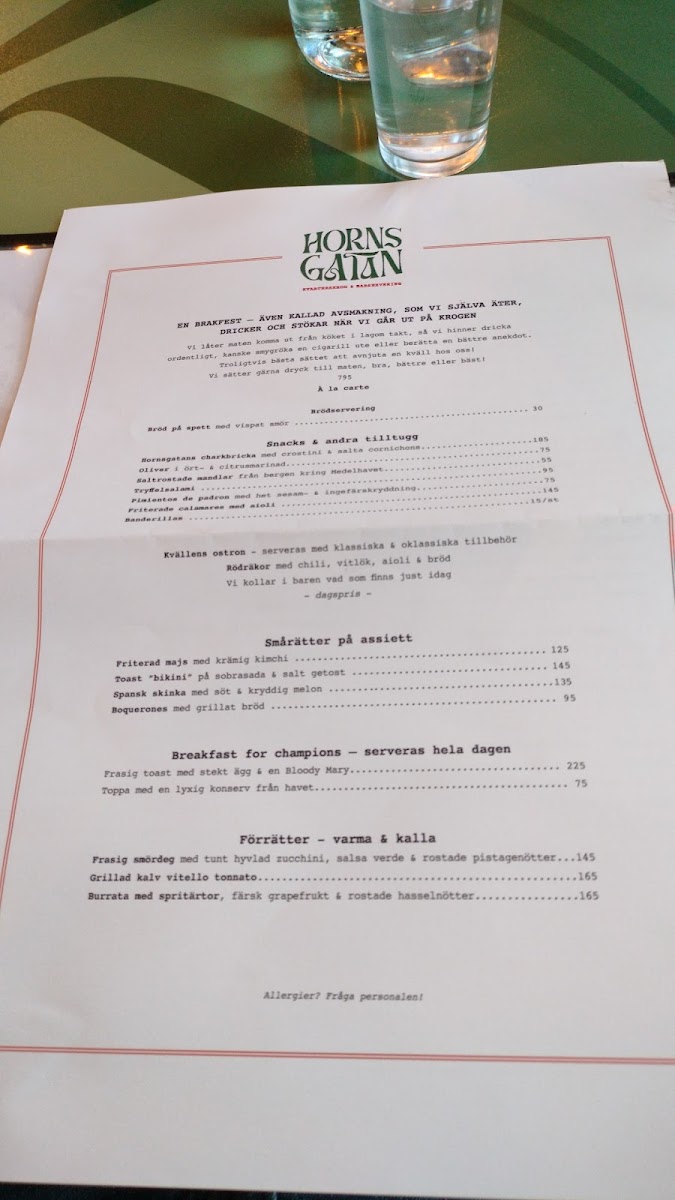 HORNS
GATAN
KVARTERSKROG & BARSERVERING
EN BRAKFEST – ÄVEN KALLAD AVSMAKNING, SOM VI SJÄLVA ÄTER,
DRICKER OCH STÖKAR NÄR VI GÅR UT PÅ KROGEN
Vi låter maten komma ut från köket i lagom takt, så vi hinner dricka
ordentligt, kanske smygröka en cigarill ute eller berätta en bättre anekdot.
Troligtvis bästa sättet att avnjuta en kväll hos oss!
Vi sätter gärna dryck till maten, bra, bättre eller bäst!
795
À la carte
Brödservering
Bröd på spett med vispat smör ........ 30
Snacks & andra tilltugg
Hornsgatans charkbricka med crostini & salta cornichons........185
Oliver i ört- & citrusmarinad........75
Saltrostade mandlar från bergen kring Medelhavet........55
Tryffelsalami ........95
Pimientos de padron med het sesam- & ingefärskryddning........75
Friterade calamares med aioli ........145
Banderillas ........15/st
Kvällens ostron – serveras med klassiska & oklassiska tillbehör
Rödräkor med chili, vitlök, aioli & bröd
Vi kollar i baren vad som finns just idag
– dagspris –
Smårätter på assiett
Friterad majs med krämig kimchi ........ 125
Toast "bikini" på sobrasada & salt getost ........ 145
Spansk skinka med söt & kryddig melon ........135
Boquerones med grillat bröd ........ 95
Breakfast for champions – serveras hela dagen
Frasig toast med stekt ägg & en Bloody Mary........ 225
Toppa med en lyxig konserv från havet........ 75
Förrätter – varma & kalla
Frasig smördeg med tunt hyvlad zucchini, salsa verde & rostade pistagenötter...145
Grillad kalv vitello tonnato........165
Burrata med spritärtor, färsk grapefrukt & rostade hasselnötter........165
Allergier? Fråga personalen!